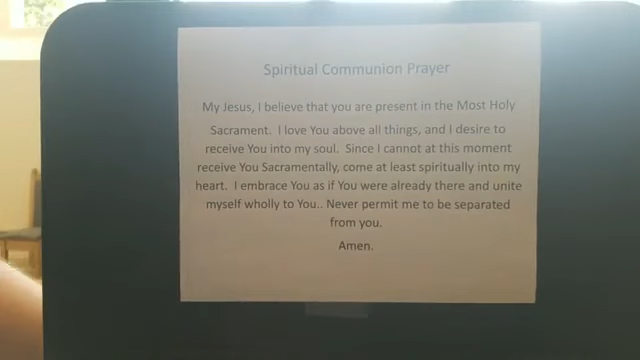 Spiritual Communion Prayer
My Jesus, I believe that you are present in the Most Holy
Sacrament. I love You above all things, and I desire to
receive You into my soul. Since I cannot at this moment
receive You Sacramentally, come at least spiritually into my
heart. I embrace You as if You were already there and unite
myself wholly to You.. Never permit me to be separated
from you.
Amen.